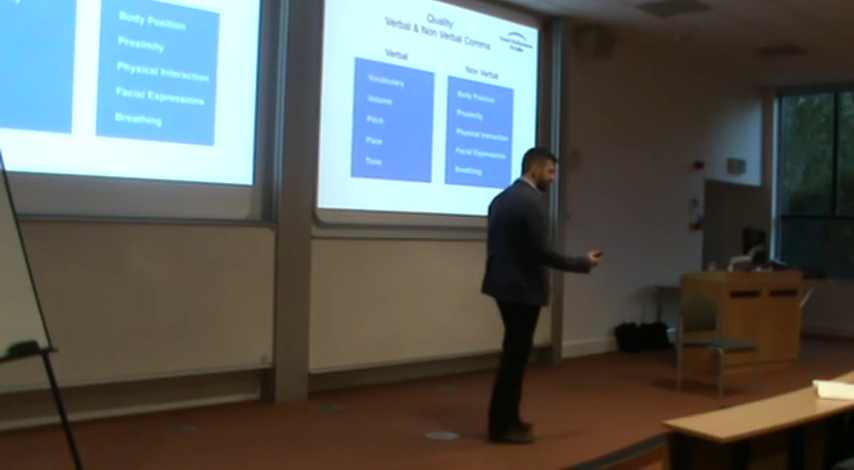 Body Position
Proximity
Physical Interaction
Facial Expressions
Breathing
Quality:
Verbal & Non Verbal Comms
Verbal
Vocabulary
Volume
Pitch
Pace
Tone
Non Verbal
Body Position
Proximity
Physical Interaction
Facial Expressions
Breathing